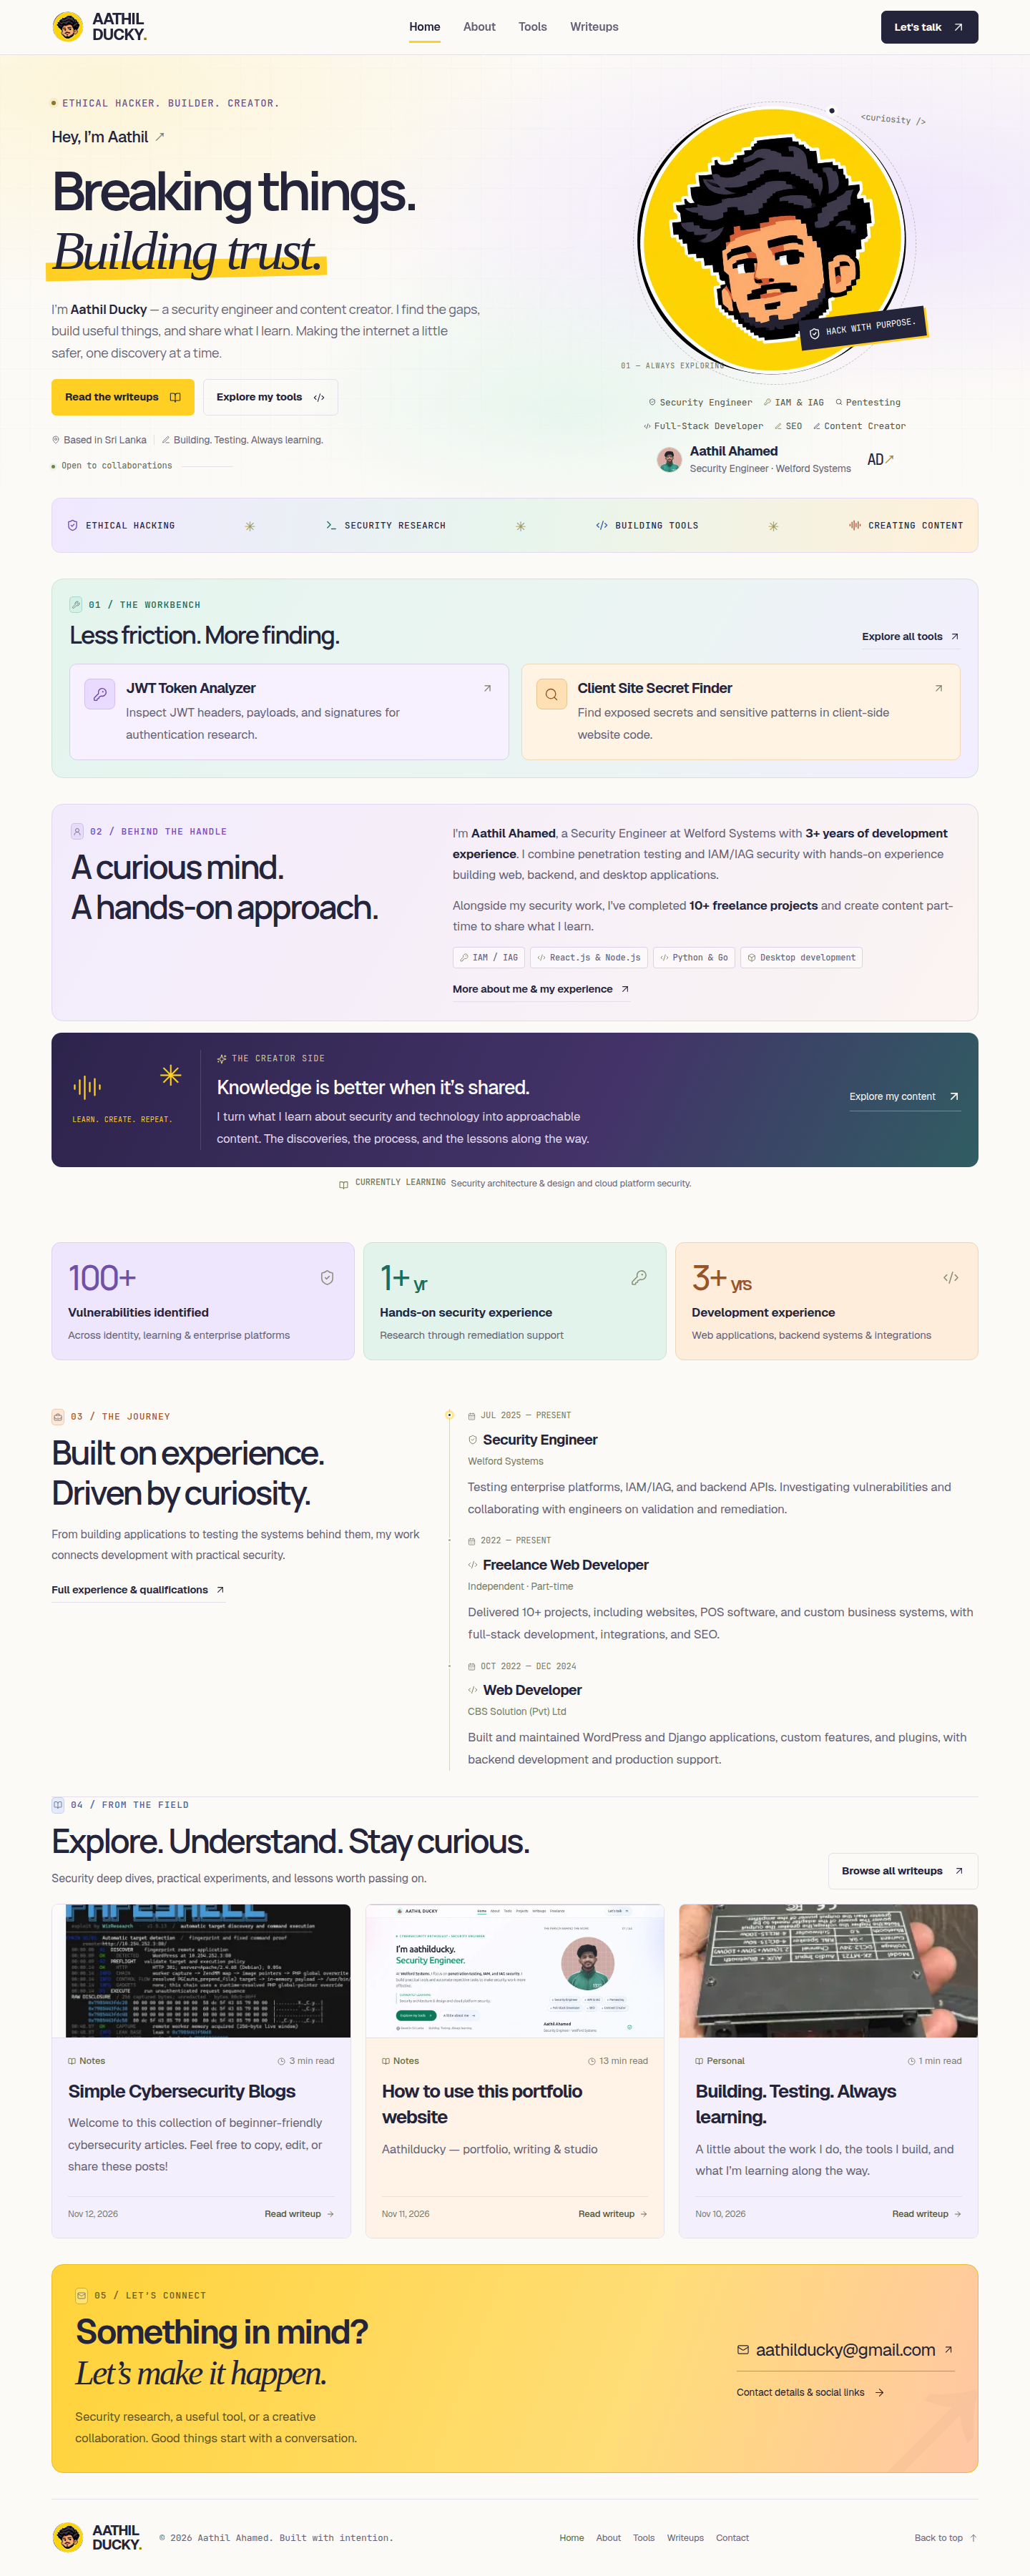 AATHIL
DUCKY.
Home
About
Tools
Writeups
Let's talk
ETHICAL HACKER. BUILDER. CREATOR.
Hey, I'm Aathil
Breaking things.
Building trust.
I'm Aathil Ducky — a security engineer and content creator. I find the gaps,
build useful things, and share what I learn. Making the internet a little
safer, one discovery at a time.
Read the writeups
Explore my tools
Based in Sri Lanka
Building. Testing. Always learning.
Open to collaborations
<curiosity />
HACK WITH PURPOSE.
01 — ALWAYS EXPLORING
Security Engineer
IAM & IAG
Pentesting
Full-Stack Developer
SEO
Content Creator
Aathil Ahamed
Security Engineer · Welford Systems
AD
ETHICAL HACKING
SECURITY RESEARCH
BUILDING TOOLS
CREATING CONTENT
01 / THE WORKBENCH
Less friction. More finding.
Explore all tools
JWT Token Analyzer
Inspect JWT headers, payloads, and signatures for
authentication research.
Client Site Secret Finder
Find exposed secrets and sensitive patterns in client-side
website code.
02 / BEHIND THE HANDLE
A curious mind.
A hands-on approach.
I'm Aathil Ahamed, a Security Engineer at Welford Systems with 3+ years of development
experience. I combine penetration testing and IAM/IAG security with hands-on experience
building web, backend, and desktop applications.
Alongside my security work, I've completed 10+ freelance projects and create content part-
time to share what I learn.
IAM / IAG
React.js & Node.js
Python & Go
Desktop development
More about me & my experience
LEARN. CREATE. REPEAT.
THE CREATOR SIDE
Knowledge is better when it's shared.
I turn what I learn about security and technology into approachable
content. The discoveries, the process, and the lessons along the way.
Explore my content
CURRENTLY LEARNING Security architecture & design and cloud platform security.
100+
Vulnerabilities identified
Across identity, learning & enterprise platforms
1+ yr
Hands-on security experience
Research through remediation support
3+ yrs
Development experience
Web applications, backend systems & integrations
03 / THE JOURNEY
Built on experience.
Driven by curiosity.
From building applications to testing the systems behind them, my work
connects development with practical security.
Full experience & qualifications
JUL 2025 — PRESENT
Security Engineer
Welford Systems
Testing enterprise platforms, IAM/IAG, and backend APIs. Investigating vulnerabilities and
collaborating with engineers on validation and remediation.
2022 — PRESENT
Freelance Web Developer
Independent · Part-time
Delivered 10+ projects, including websites, POS software, and custom business systems, with
full-stack development, integrations, and SEO.
OCT 2022 — DEC 2024
Web Developer
CBS Solution (Pvt) Ltd
Built and maintained WordPress and Django applications, custom features, and plugins, with
backend development and production support.
04 / FROM THE FIELD
Explore. Understand. Stay curious.
Security deep dives, practical experiments, and lessons worth passing on.
Browse all writeups
AATHIL DUCKY
I'm aathilducky.
Security Engineer.
Aathil Ahamed
Notes
3 min read
Simple Cybersecurity Blogs
Welcome to this collection of beginner-friendly
cybersecurity articles. Feel free to copy, edit, or
share these posts!
Nov 12, 2026
Read writeup
Notes
13 min read
How to use this portfolio
website
Aathilducky — portfolio, writing & studio
Nov 11, 2026
Read writeup
Personal
1 min read
Building. Testing. Always
learning.
A little about the work I do, the tools I build, and
what I'm learning along the way.
Nov 10, 2026
Read writeup
05 / LET'S CONNECT
Something in mind?
Let's make it happen.
Security research, a useful tool, or a creative
collaboration. Good things start with a conversation.
aathilducky@gmail.com
Contact details & social links
AATHIL
DUCKY.
© 2026 Aathil Ahamed. Built with intention.
Home
About
Tools
Writeups
Contact
Back to top